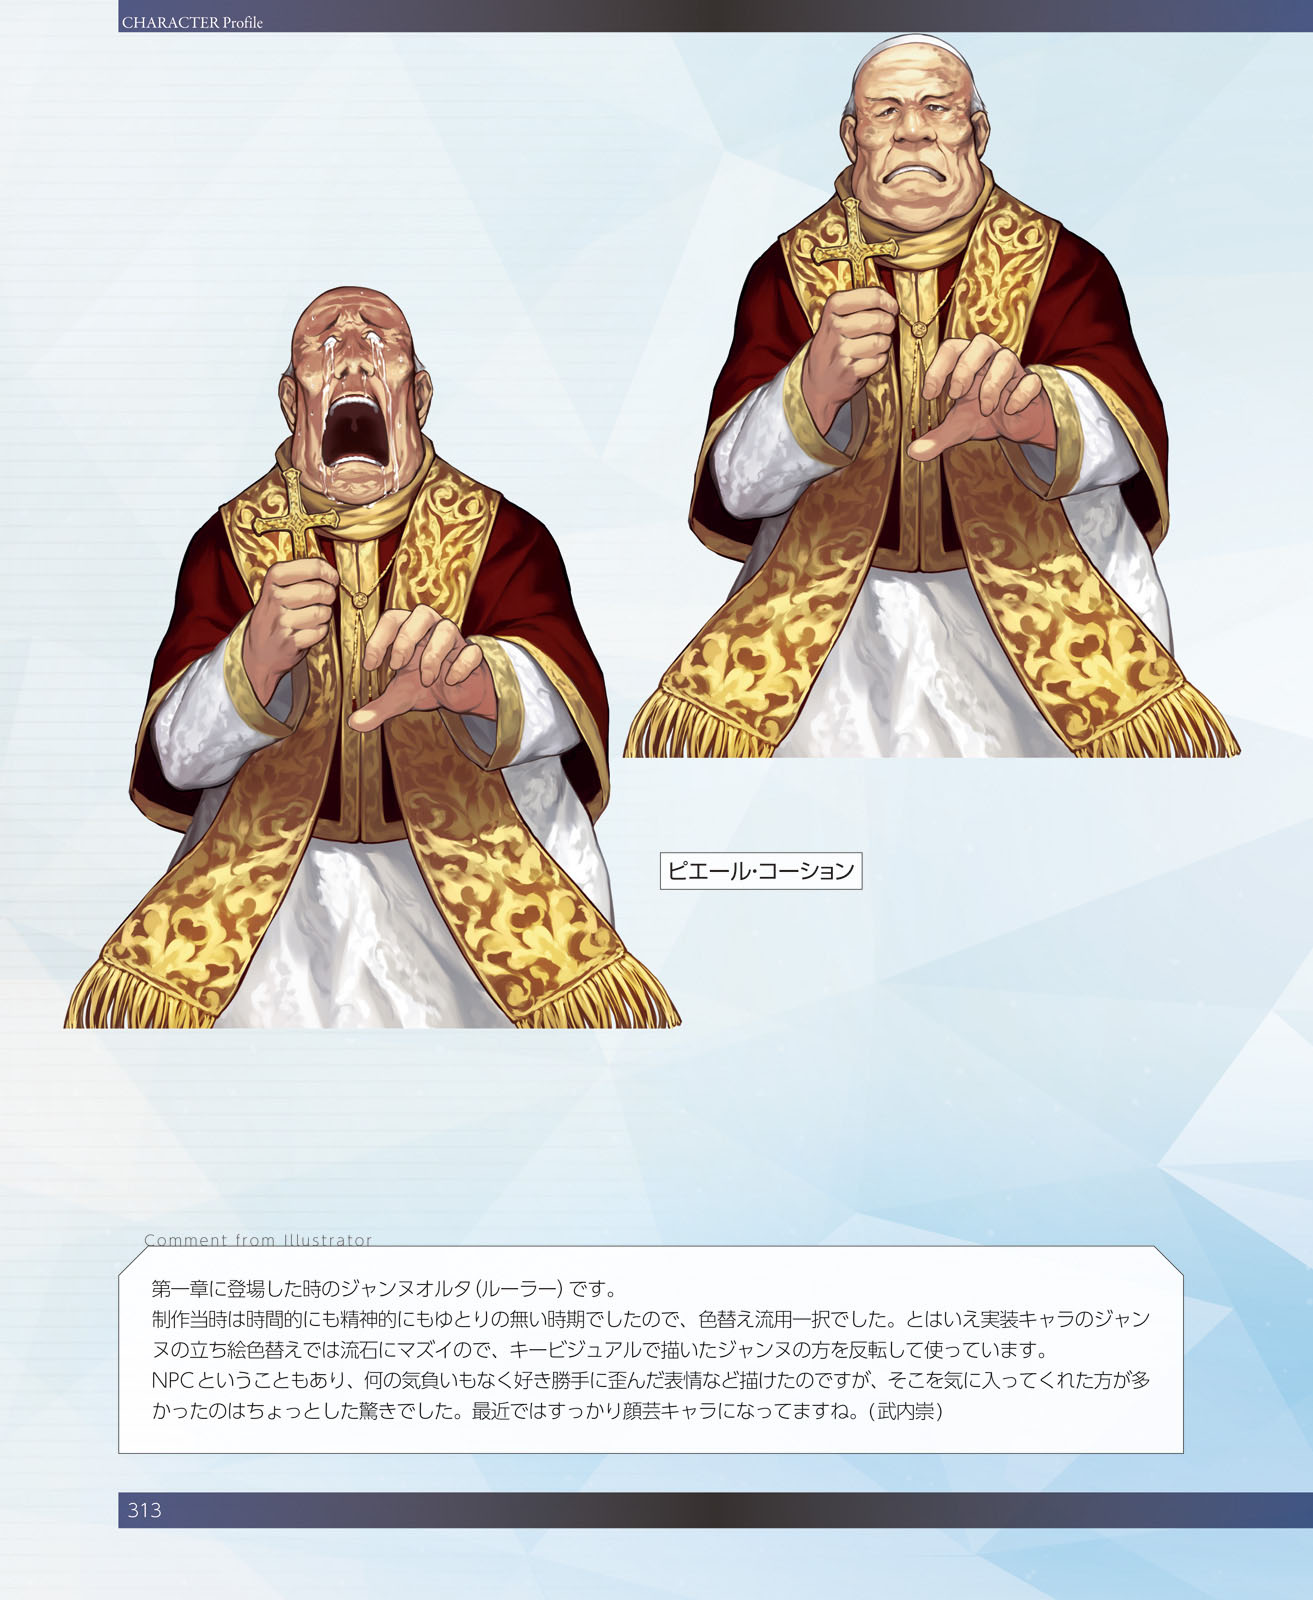 CHARACTER Profile
ピエール・コーション
Comment from Illustrator
第一章に登場した時のジャンヌオルタ（ルーラー）です。
制作当時は時間的にも精神的にもゆとりの無い時期でしたので、色替え流用一択でした。とはいえ実装キャラのジャン
ヌの立ち絵色替えでは流石にマズイので、キービジュアルで描いたジャンヌの方を反転して使っています。
NPCということもあり、何の気負いもなく好き勝手に歪んだ表情など描けたのですが、そこを気に入ってくれた方が多
かったのはちょっとした驚きでした。最近ではすっかり顔芸キャラになってますね。（武内崇）
313